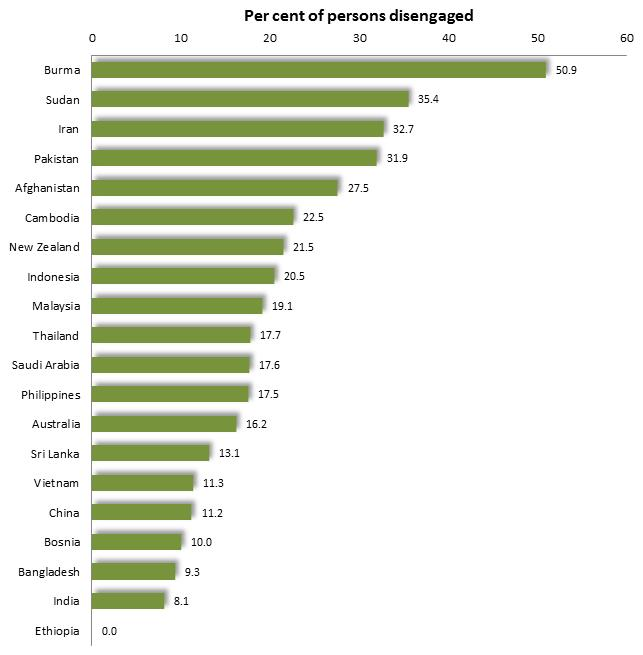 Per cent of persons disengaged
0 10 20 30 40 50 60
Burma 50.9
Sudan 35.4
Iran 32.7
Pakistan 31.9
Afghanistan 27.5
Cambodia 22.5
New Zealand 21.5
Indonesia 20.5
Malaysia 19.1
Thailand 17.7
Saudi Arabia 17.6
Philippines 17.5
Australia 16.2
Sri Lanka 13.1
Vietnam 11.3
China 11.2
Bosnia 10.0
Bangladesh 9.3
India 8.1
Ethiopia 0.0